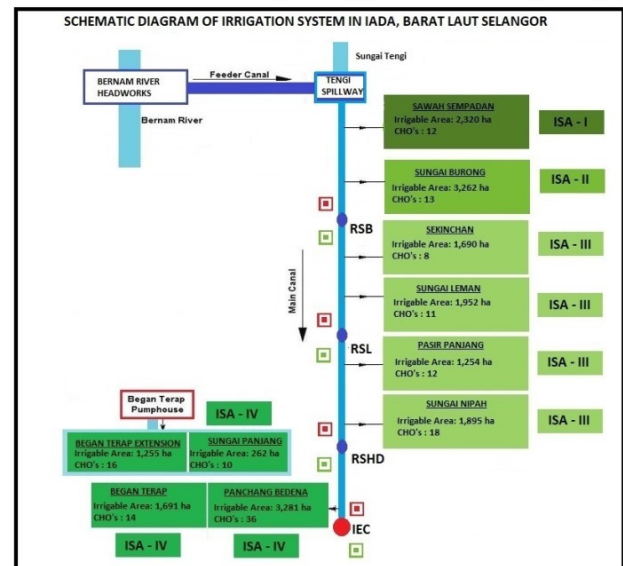 SCHEMATIC DIAGRAM OF IRRIGATION SYSTEM IN IADA, BARAT LAUT SELANGOR
Sungai Tengi
BERNAM RIVER
HEADWORKS
Feeder Canal
TENGI
SPILLWAY
Bernam River
SAWAH SEMPADAN
Irrigable Area: 2,320 ha
CHO's : 12
ISA - I
SUNGAI BURONG
Irrigable Area: 3,262 ha
CHO's : 13
ISA - II
RSB
SEKINCHAN
Irrigable Area: 1,690 ha
CHO's : 8
ISA - III
Main Canal
SUNGAI LEMAN
Irrigable Area: 1,952 ha
CHO's : 11
ISA - III
RSL
PASIR PANJANG
Irrigable Area: 1,254 ha
CHO's : 12
ISA - III
SUNGAI NIPAH
Irrigable Area: 1,895 ha
CHO's : 18
ISA - III
RSHD
Began Terap
Pumphouse
ISA - IV
BEGAN TERAP EXTENSION
Irrigable Area: 1,255 ha
CHO's : 16
SUNGAI PANJANG
Irrigable Area: 262 ha
CHO's : 10
BEGAN TERAP
Irrigable Area: 1,691 ha
CHO's : 14
PANCHANG BEDENA
Irrigable Area: 3,281 ha
CHO's : 36
IEC
ISA - IV
ISA - IV